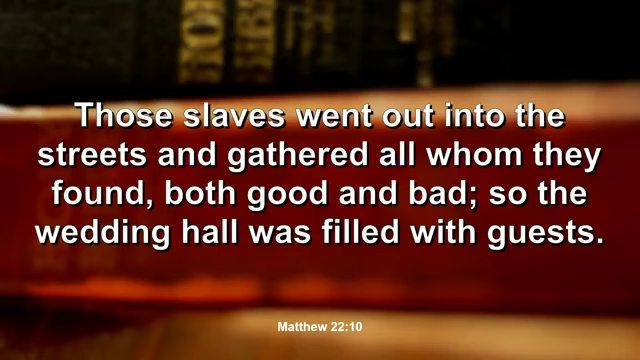 Those slaves went out into the
streets and gathered all whom they
found, both good and bad; so the
wedding hall was filled with guests.
Matthew 22:10